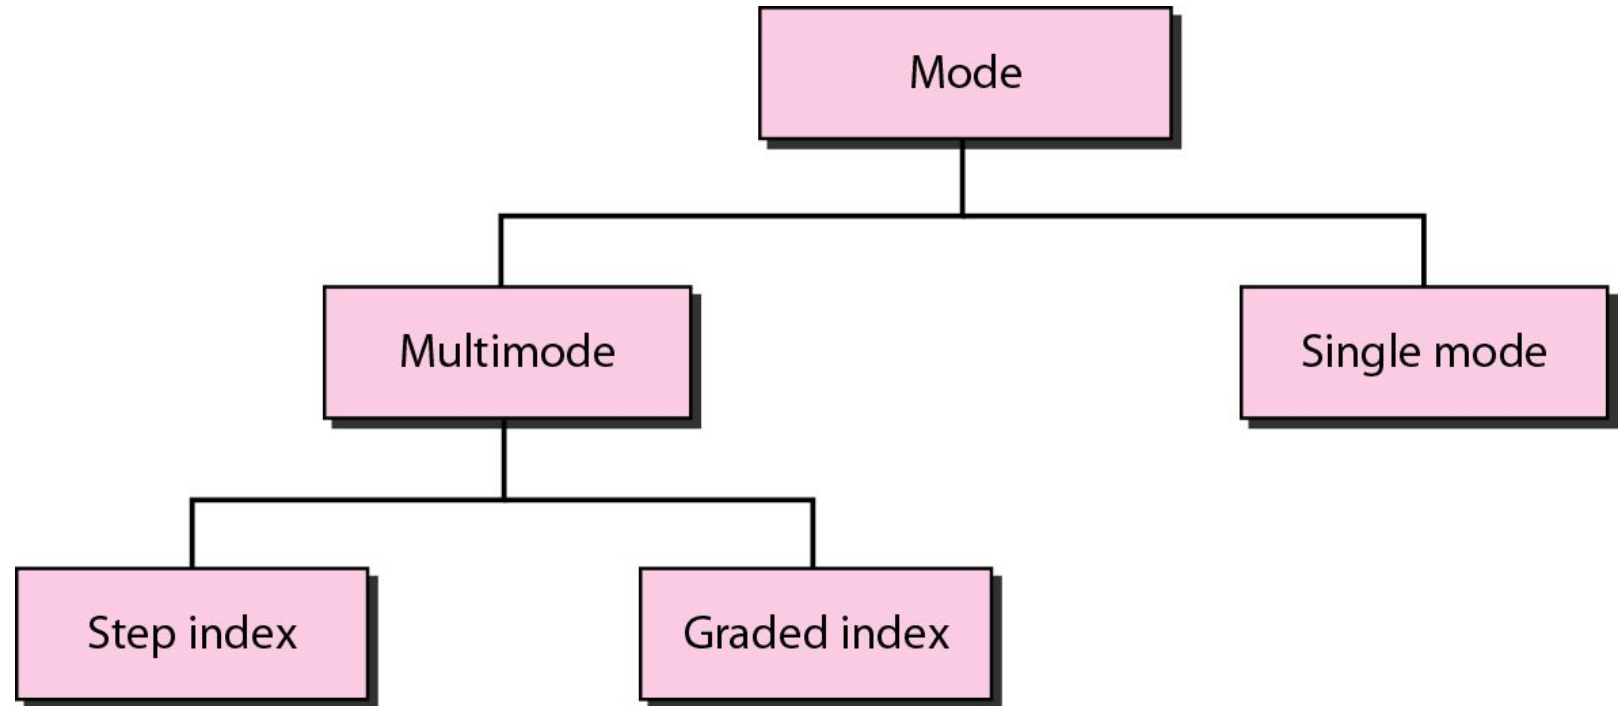 Mode
Multimode
Single mode
Step index
Graded index